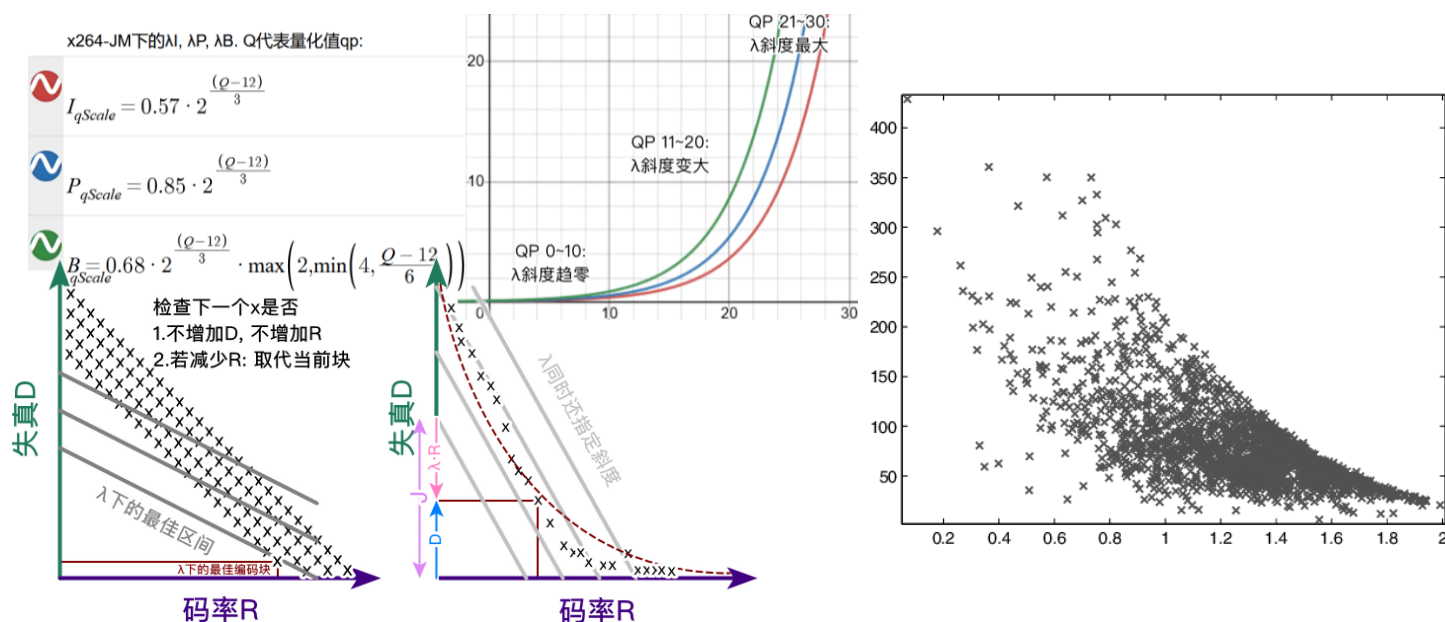 x264-JM下的λI, λP, λB. Q代表量化值qp:
I_qScale = 0.57 · 2^((Q−12)/3)
P_qScale = 0.85 · 2^((Q−12)/3)
B_qScale = 0.68 · 2^((Q−12)/3) · max(2,min(4,(Q−12)/6))
QP 21~30:
λ斜度最大
QP 11~20:
λ斜度变大
QP 0~10:
λ斜度趋零
20
10
0
10
20
30
检查下一个x是否
1.不增加D, 不增加R
2.若减少R: 取代当前块
失真D
λ下的最佳区间
λ下的最佳编码块
码率R
失真D
λ同时还指定斜度
J
λ·R
D
码率R
400
350
300
250
200
150
100
50
0.2
0.4
0.6
0.8
1
1.2
1.4
1.6
1.8
2